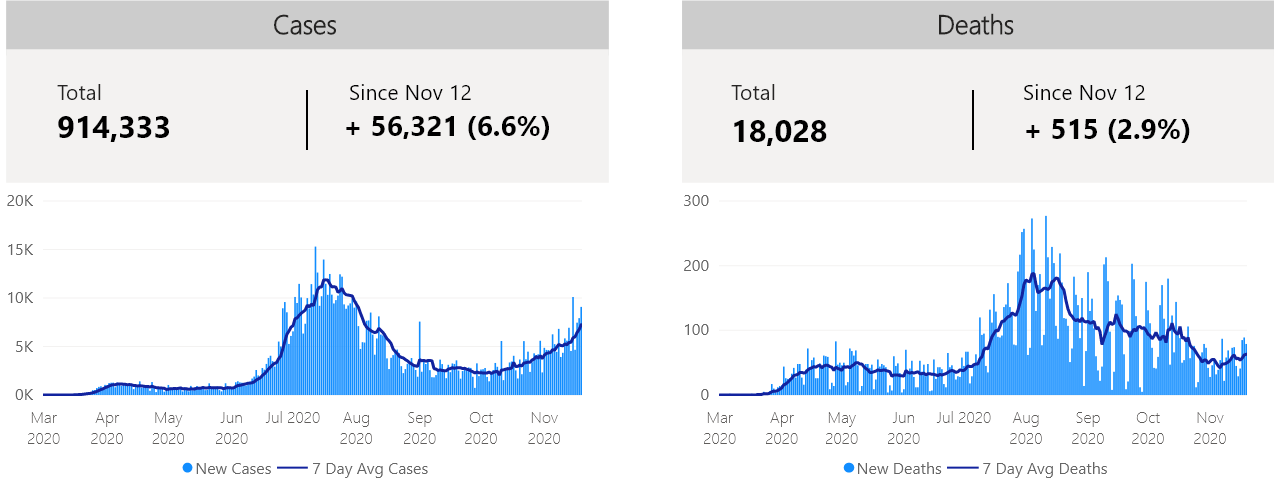 Cases
Total
914,333
Since Nov 12
+ 56,321 (6.6%)
20K
15K
10K
5K
0K
Mar 2020
Apr 2020
May 2020
Jun 2020
Jul 2020
Aug 2020
Sep 2020
Oct 2020
Nov 2020
New Cases
7 Day Avg Cases
Deaths
Total
18,028
Since Nov 12
+ 515 (2.9%)
300
200
100
0
Mar 2020
Apr 2020
May 2020
Jun 2020
Jul 2020
Aug 2020
Sep 2020
Oct 2020
Nov 2020
New Deaths
7 Day Avg Deaths